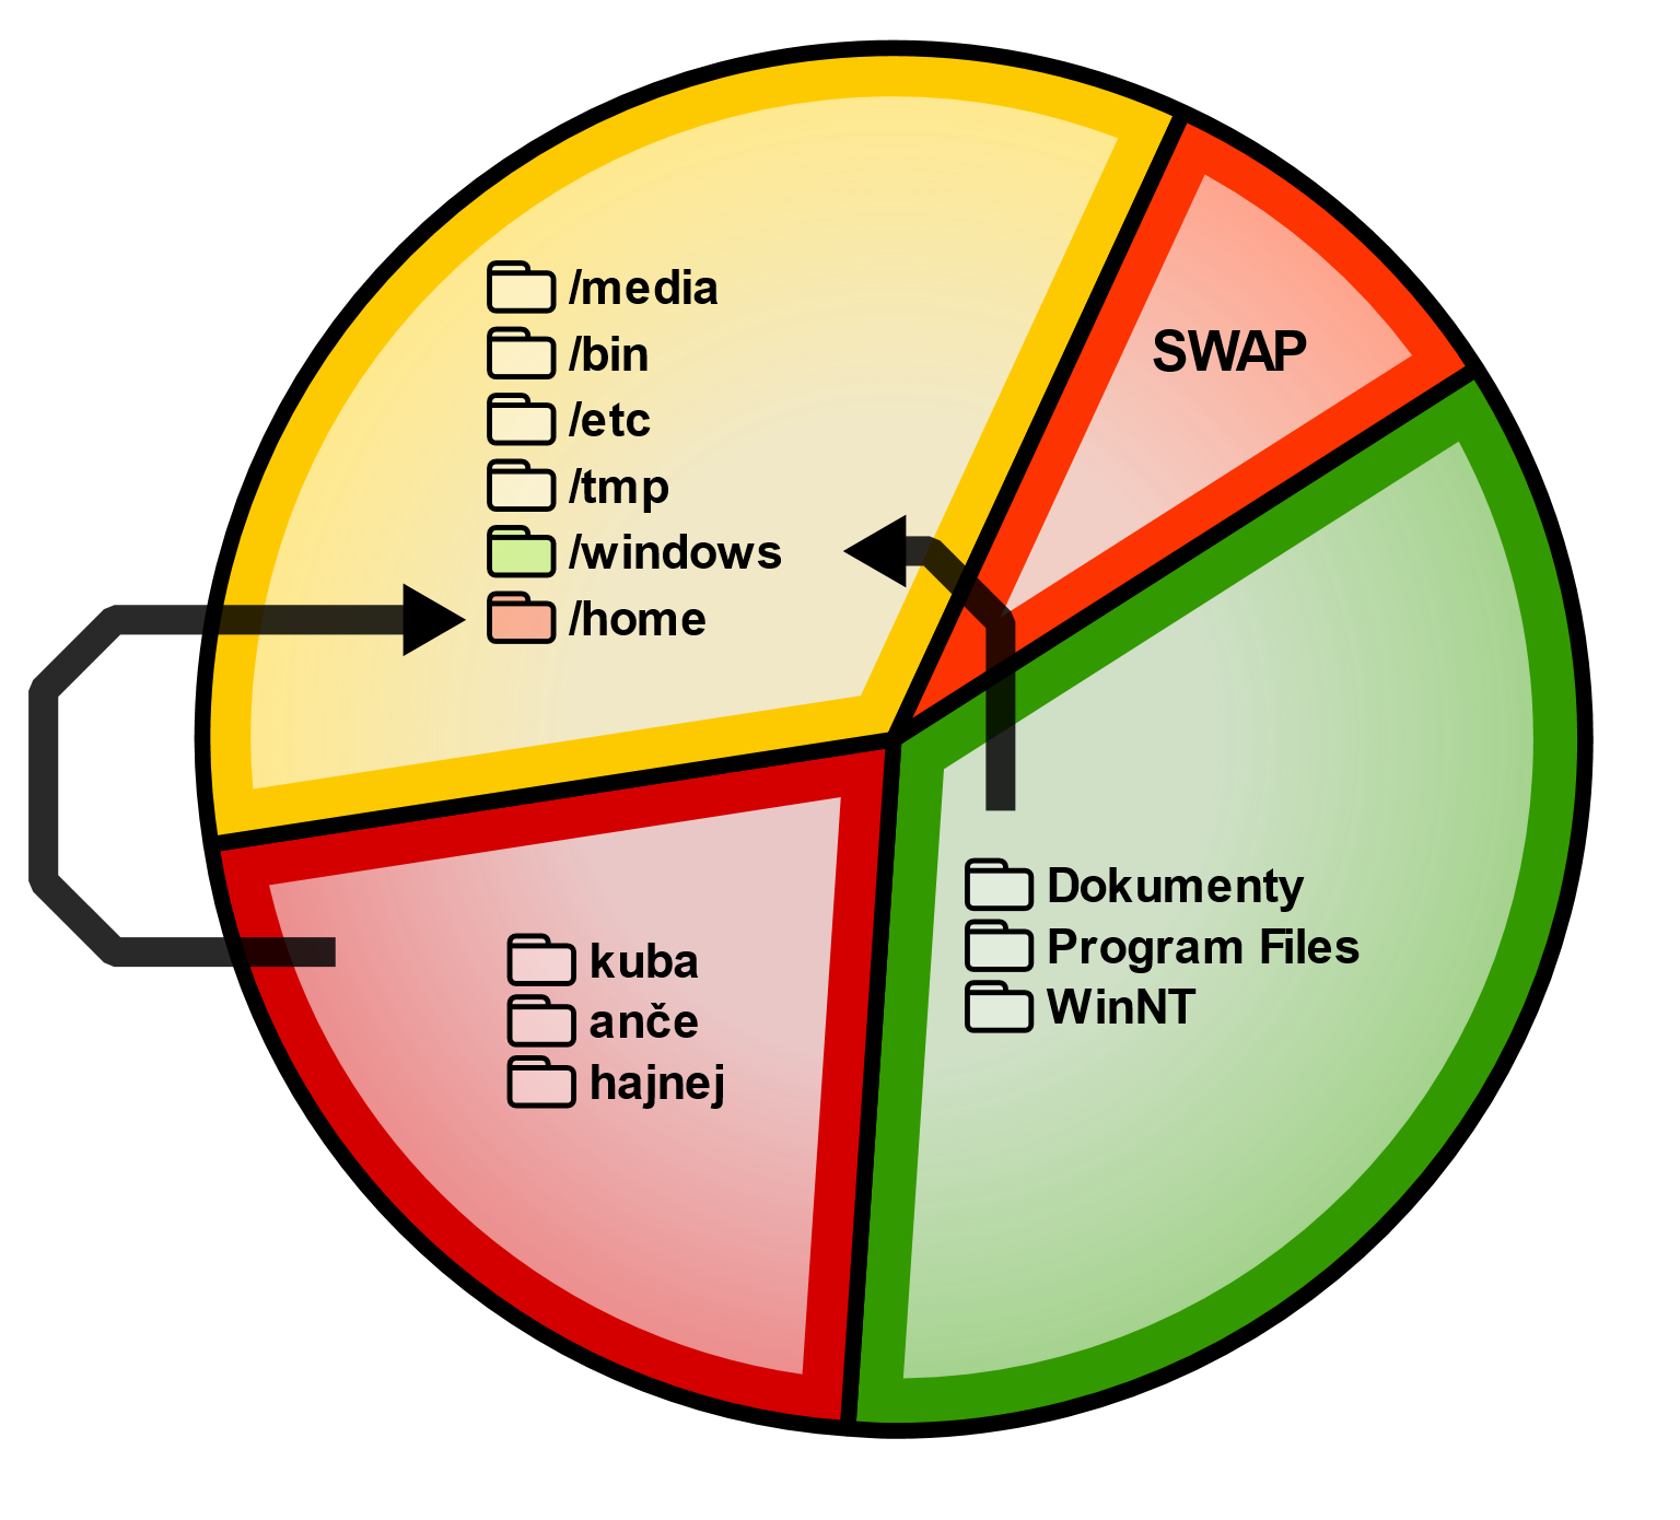 /media
/bin
/etc
/tmp
/windows
/home
SWAP
Dokumenty
Program Files
WinNT
kuba
anče
hajnej